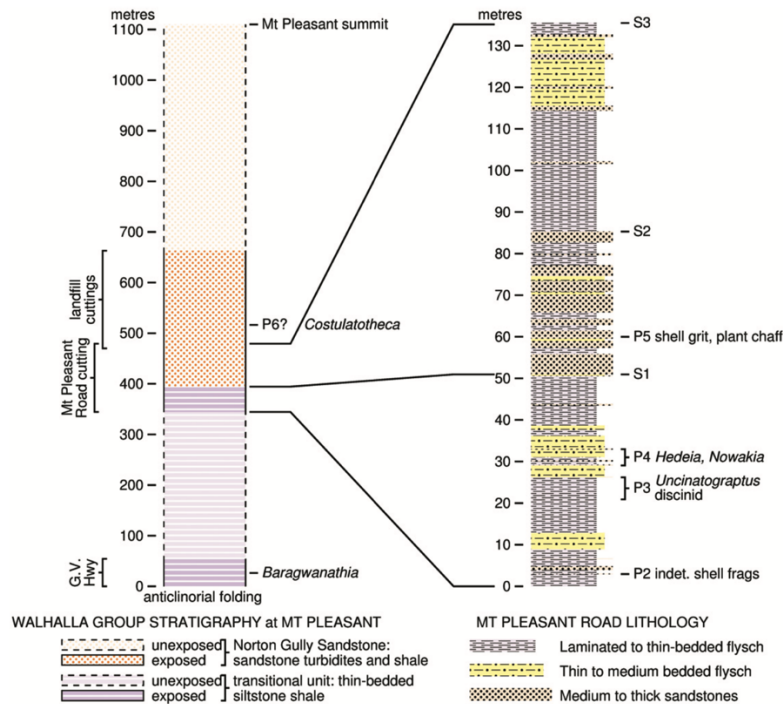 metres
1100
1000
900
800
700
600
500
400
300
200
100
0
Mt Pleasant summit
P6? Costulatotheca
Baragwanathia
landfill cuttings
Mt Pleasant Road cutting
G.V. Hwy
anticlinorial folding
metres
130
120
110
100
90
80
70
60
50
40
30
20
10
0
S3
S2
P5 shell grit, plant chaff
S1
P4 Hedeia, Nowakia
P3 Uncinatograptus
discinid
P2 indet. shell frags
WALHALLA GROUP STRATIGRAPHY at MT PLEASANT
unexposed
exposed
Norton Gully Sandstone:
sandstone turbidites and shale
unexposed
exposed
transitional unit: thin-bedded
siltstone shale
MT PLEASANT ROAD LITHOLOGY
Laminated to thin-bedded flysch
Thin to medium bedded flysch
Medium to thick sandstones